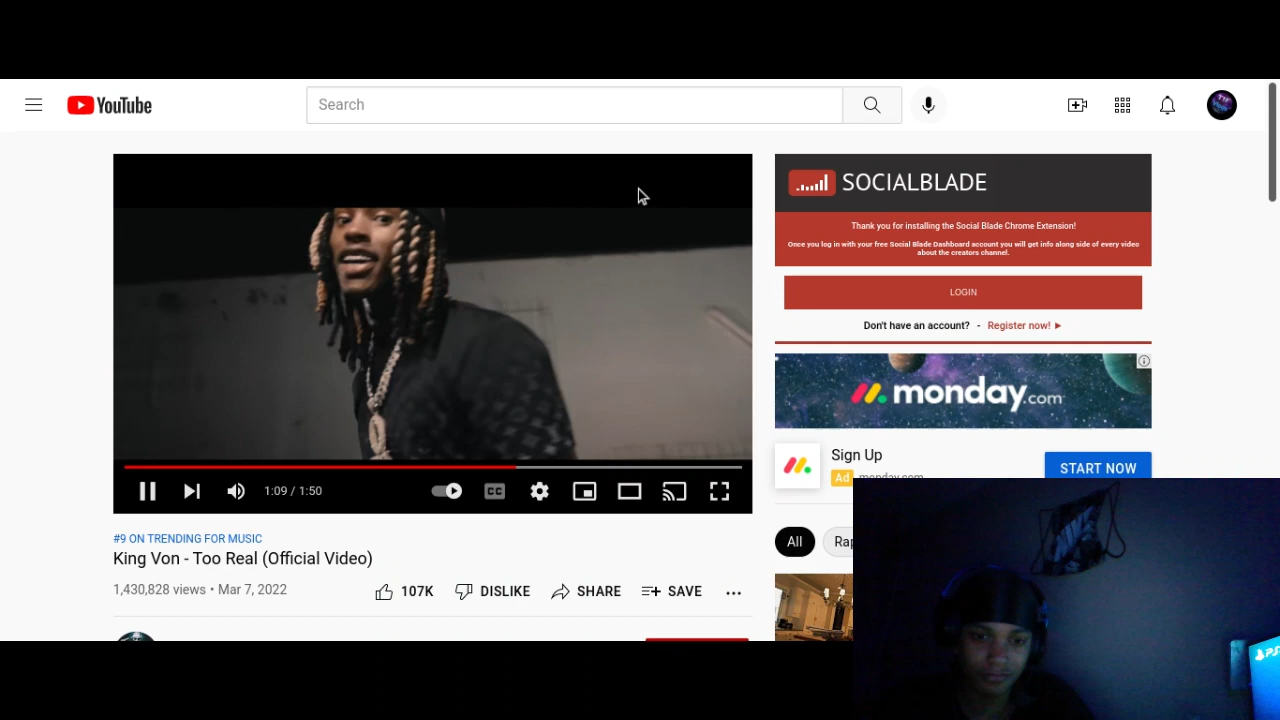 YouTube
Search
SOCIALBLADE
Thank you for installing the Social Blade Chrome Extension!
Once you log in with your free Social Blade Dashboard account you will get info along side of every video
about the creators channel.
LOGIN
Don't have an account? - Register now! ►
monday.com
Sign Up
Ad monday.com
START NOW
1:09 / 1:50
CC
#9 ON TRENDING FOR MUSIC
King Von - Too Real (Official Video)
1,430,828 views • Mar 7, 2022
107K
DISLIKE
SHARE
SAVE
All